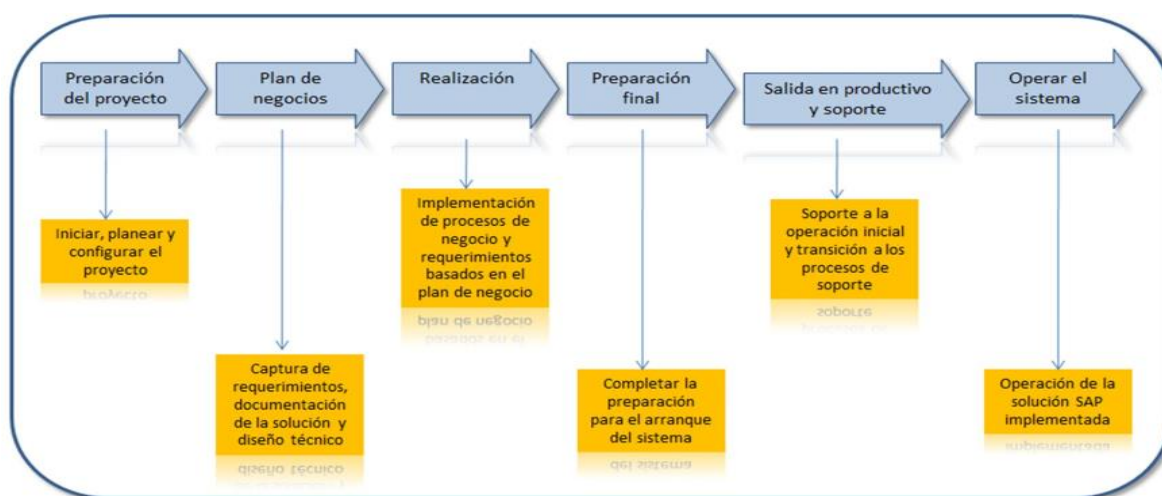 Preparación
del proyecto
Plan de
negocios
Realización
Preparación
final
Salida en productivo
y soporte
Operar el
sistema
Iniciar, planear y
configurar el
proyecto
Captura de
requerimientos,
documentación
de la solución y
diseño técnico
Implementación
de procesos de
negocio y
requerimientos
basados en el
plan de negocio
Completar la
preparación
para el arranque
del sistema
Soporte a la
operación inicial
y transición a los
procesos de
soporte
Operación de la
solución SAP
implementada